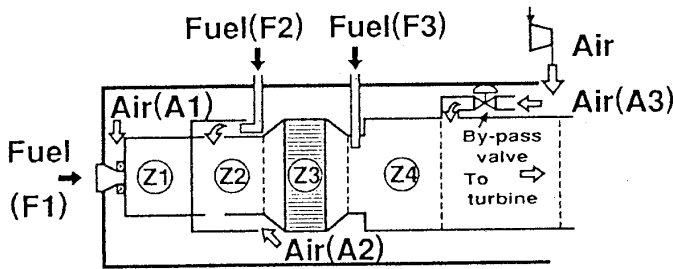 Fuel(F2) Fuel(F3)
Air
Air(A1)
Air(A3)
Fuel
(F1)
Z1 Z2 Z3 Z4
By-pass
valve
To
turbine
Air(A2)